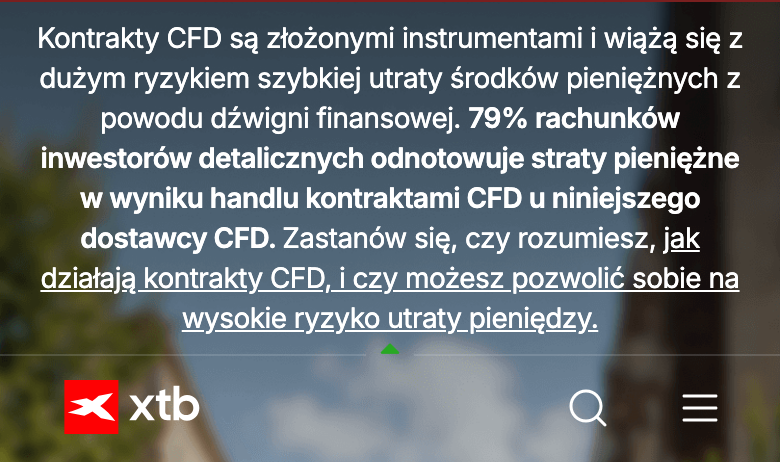 Kontrakty CFD są złożonymi instrumentami i wiążą się z
dużym ryzykiem szybkiej utraty środków pieniężnych z
powodu dźwigni finansowej. 79% rachunków
inwestorów detalicznych odnotowuje straty pieniężne
w wyniku handlu kontraktami CFD u niniejszego
dostawcy CFD. Zastanów się, czy rozumiesz, jak
działają kontrakty CFD, i czy możesz pozwolić sobie na
wysokie ryzyko utraty pieniędzy.
xtb